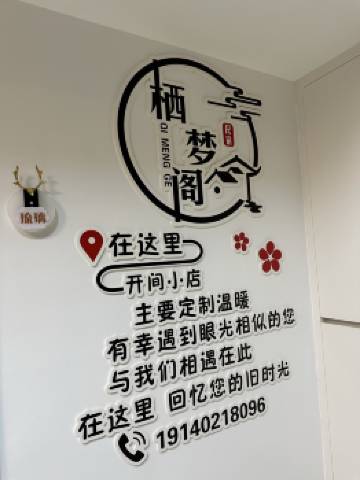 栖
梦
阁
QI MENG GE
民宿
琉璃
在这里
开间小店
主要定制温暖
有幸遇到眼光相似的您
与我们相遇在此
在这里 回忆您的旧时光
19140218096